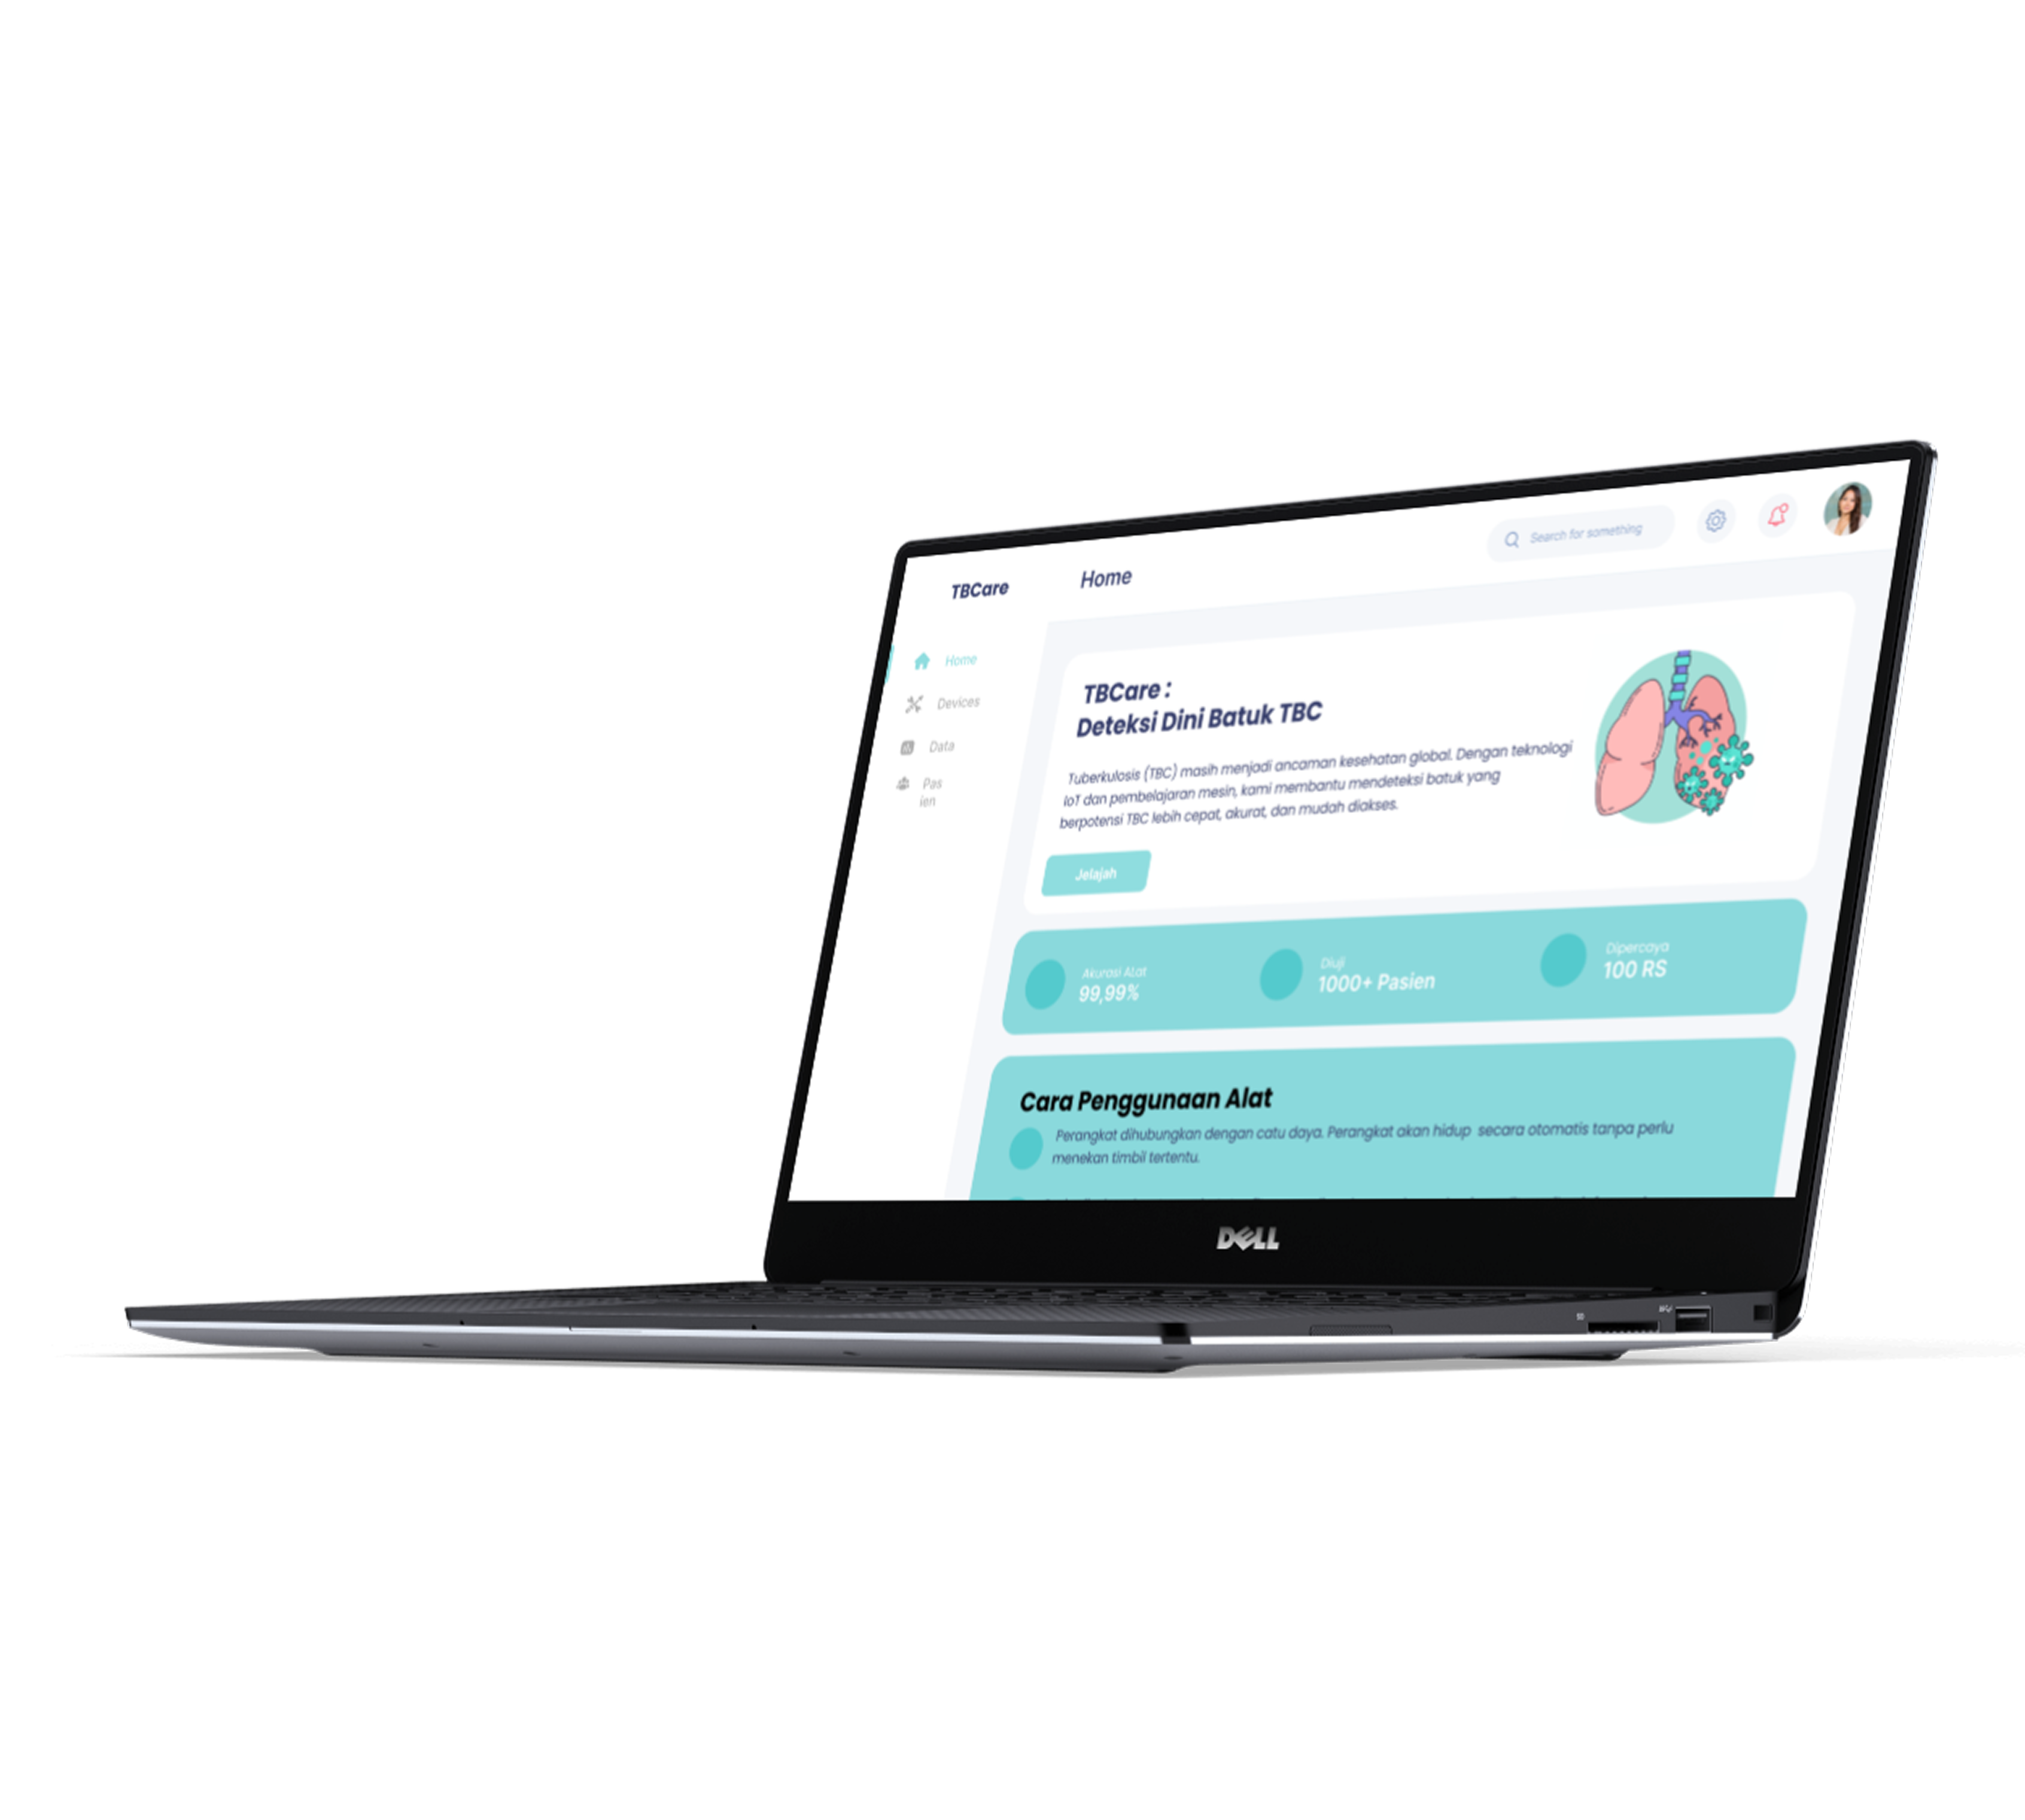 TBCare
Home
Search for something
Home
Devices
Data
Pas
ien
TBCare :
Deteksi Dini Batuk TBC
Tuberkulosis (TBC) masih menjadi ancaman kesehatan global. Dengan teknologi
IoT dan pembelajaran mesin, kami membantu mendeteksi batuk yang
berpotensi TBC lebih cepat, akurat, dan mudah diakses.
Jelajah
Akurasi Alat
99,99%
Diuji
1000+ Pasien
Dipercaya
100 RS
Cara Penggunaan Alat
Perangkat dihubungkan dengan catu daya. Perangkat akan hidup secara otomatis tanpa perlu
menekan timbil tertentu.
DELL